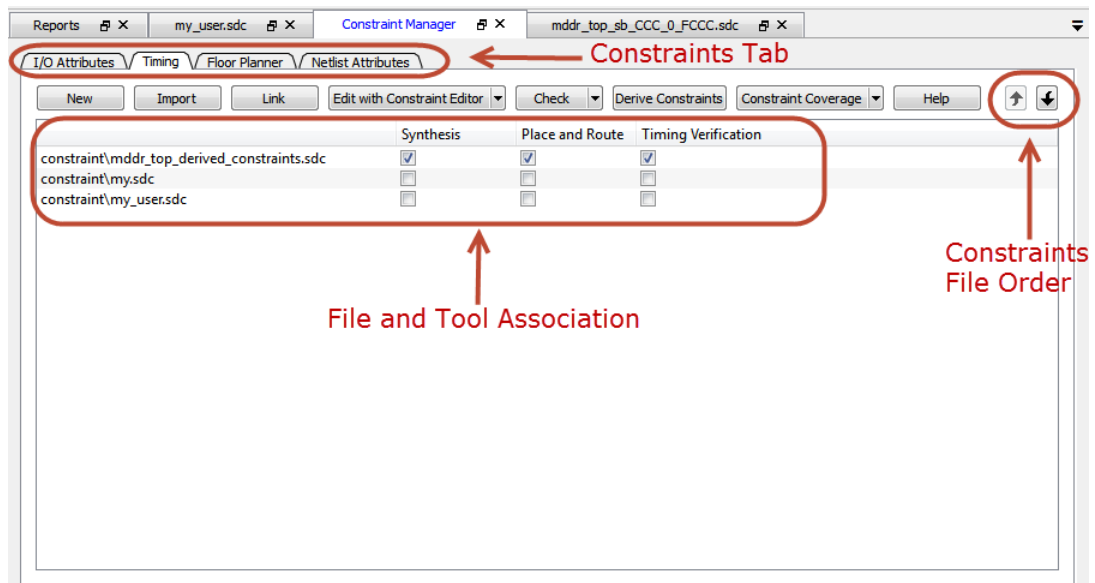 Reports my_user.sdc Constraint Manager mddr_top_sb_CCC_0_FCCC.sdc
Constraints Tab
I/O Attributes Timing Floor Planner Netlist Attributes
New Import Link Edit with Constraint Editor Check Derive Constraints Constraint Coverage Help
Synthesis Place and Route Timing Verification
constraint\mddr_top_derived_constraints.sdc
constraint\my.sdc
constraint\my_user.sdc
Constraints
File Order
File and Tool Association